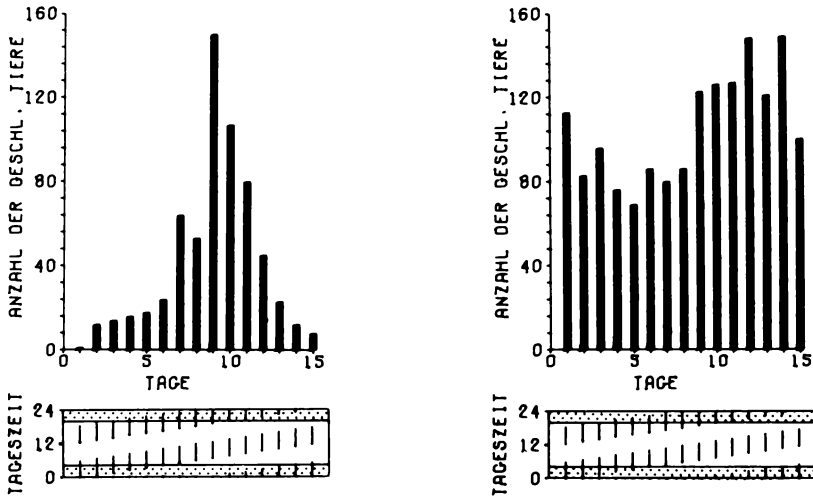 160
120
80
40
0
ANZAHL DER GESCHL. TIERE
0 5 10 15
TAGE
24
12
0
TAGESZEIT
160
120
80
40
0
ANZAHL DER GESCHL. TIERE
0 5 10 15
TAGE
24
12
0
TAGESZEIT